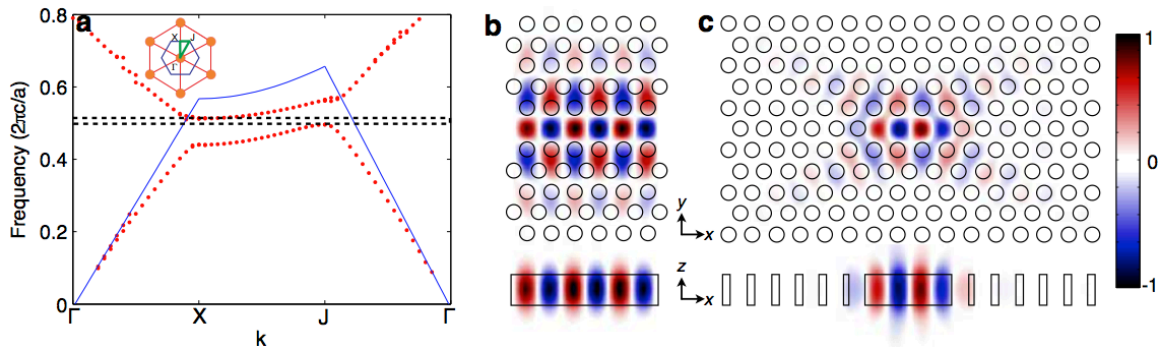 a
b
c
Frequency (2πc/a)
0.8
0.6
0.4
0.2
0
Γ
X
J
Γ
k
X
J
Γ
y
x
z
x
1
0
-1